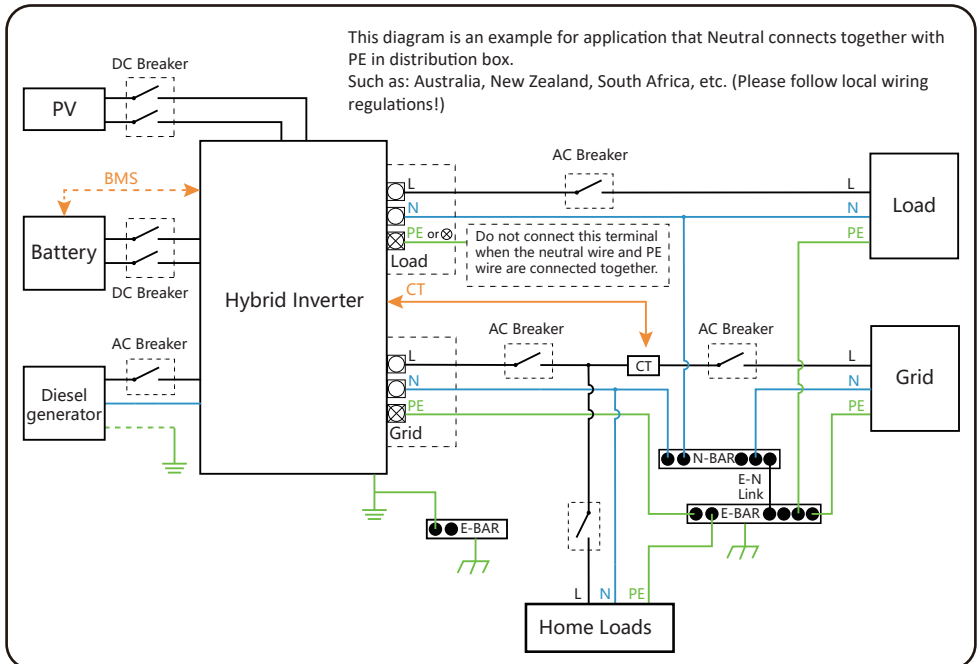 This diagram is an example for application that Neutral connects together with
PE in distribution box.
Such as: Australia, New Zealand, South Africa, etc. (Please follow local wiring
regulations!)
DC Breaker
PV
AC Breaker
BMS
L
L
N
N
Load
Battery
PE or
PE
Do not connect this terminal
when the neutral wire and PE
wire are connected together.
Load
DC Breaker
Hybrid Inverter
CT
AC Breaker
AC Breaker
AC Breaker
L
CT
L
Diesel
generator
N
N
Grid
PE
PE
Grid
N-BAR
E-N
Link
E-BAR
E-BAR
L
N
PE
Home Loads